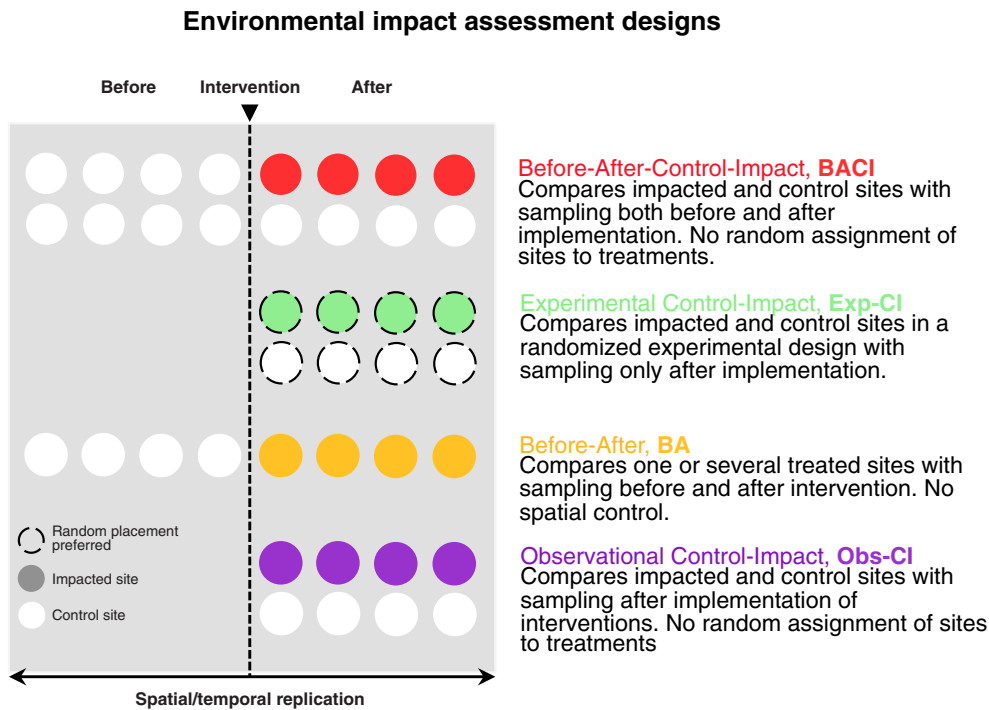 Environmental impact assessment designs
Before Intervention After
Before-After-Control-Impact, BACI
Compares impacted and control sites with
sampling both before and after
implementation. No random assignment of
sites to treatments.
Experimental Control-Impact, Exp-CI
Compares impacted and control sites in a
randomized experimental design with
sampling only after implementation.
Before-After, BA
Compares one or several treated sites with
sampling before and after intervention. No
spatial control.
Observational Control-Impact, Obs-CI
Compares impacted and control sites with
sampling after implementation of
interventions. No random assignment of sites
to treatments
Random placement
preferred
Impacted site
Control site
Spatial/temporal replication